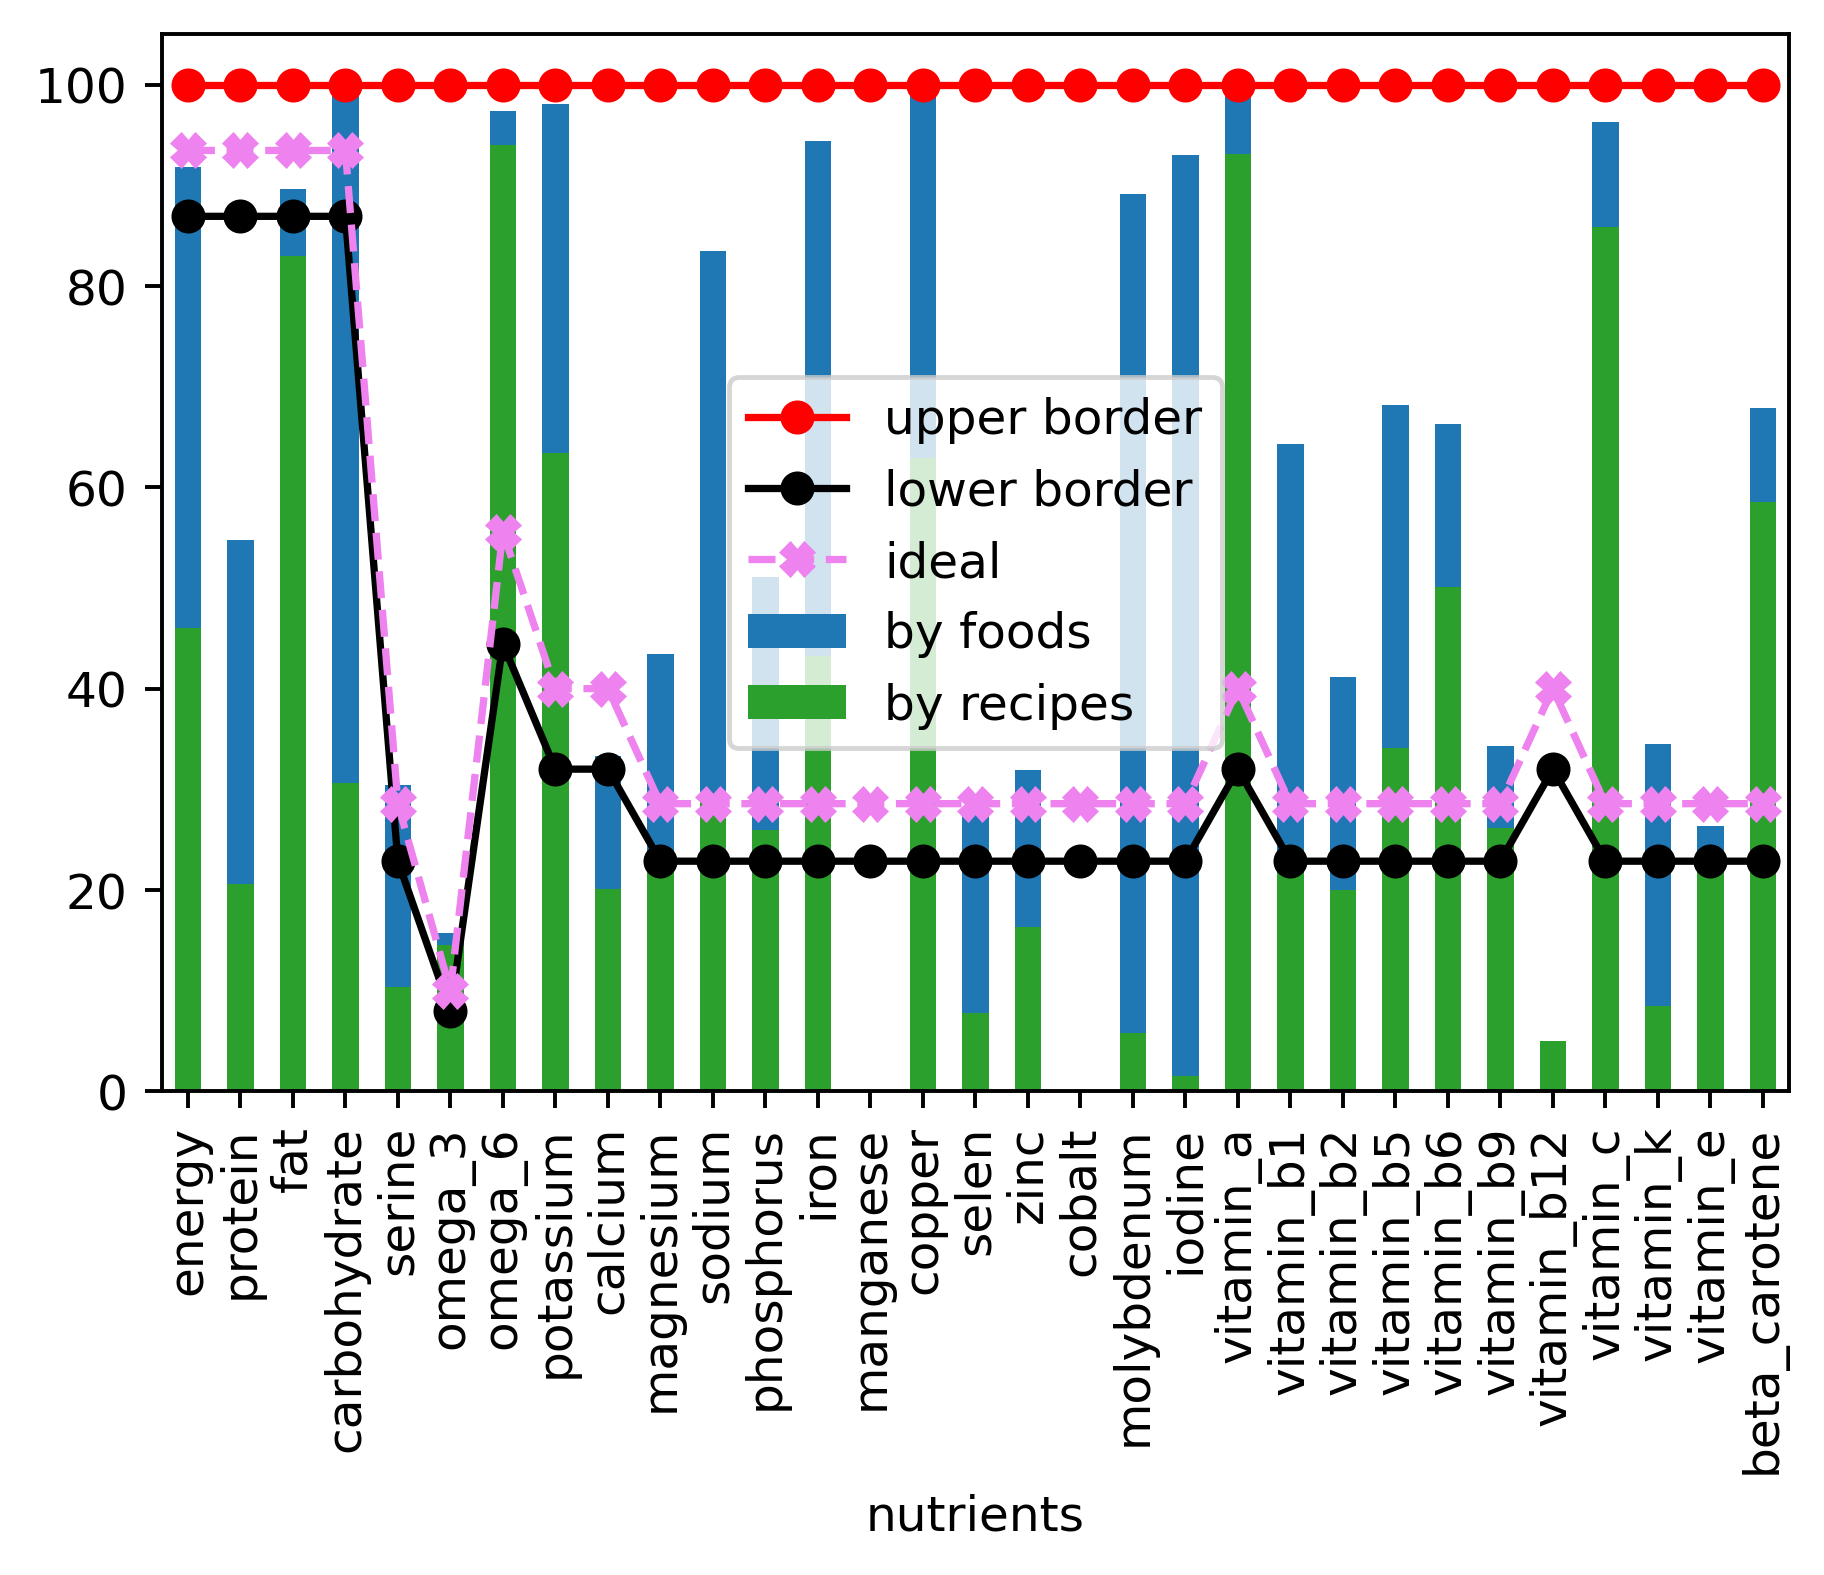 100
80
60
40
20
0
upper border
lower border
ideal
by foods
by recipes
energy
protein
fat
carbohydrate
serine
omega_3
omega_6
potassium
calcium
magnesium
sodium
phosphorus
iron
manganese
copper
selen
zinc
cobalt
molybdenum
iodine
vitamin_a
vitamin_b1
vitamin_b2
vitamin_b5
vitamin_b6
vitamin_b9
vitamin_b12
vitamin_c
vitamin_k
vitamin_e
beta_carotene
nutrients